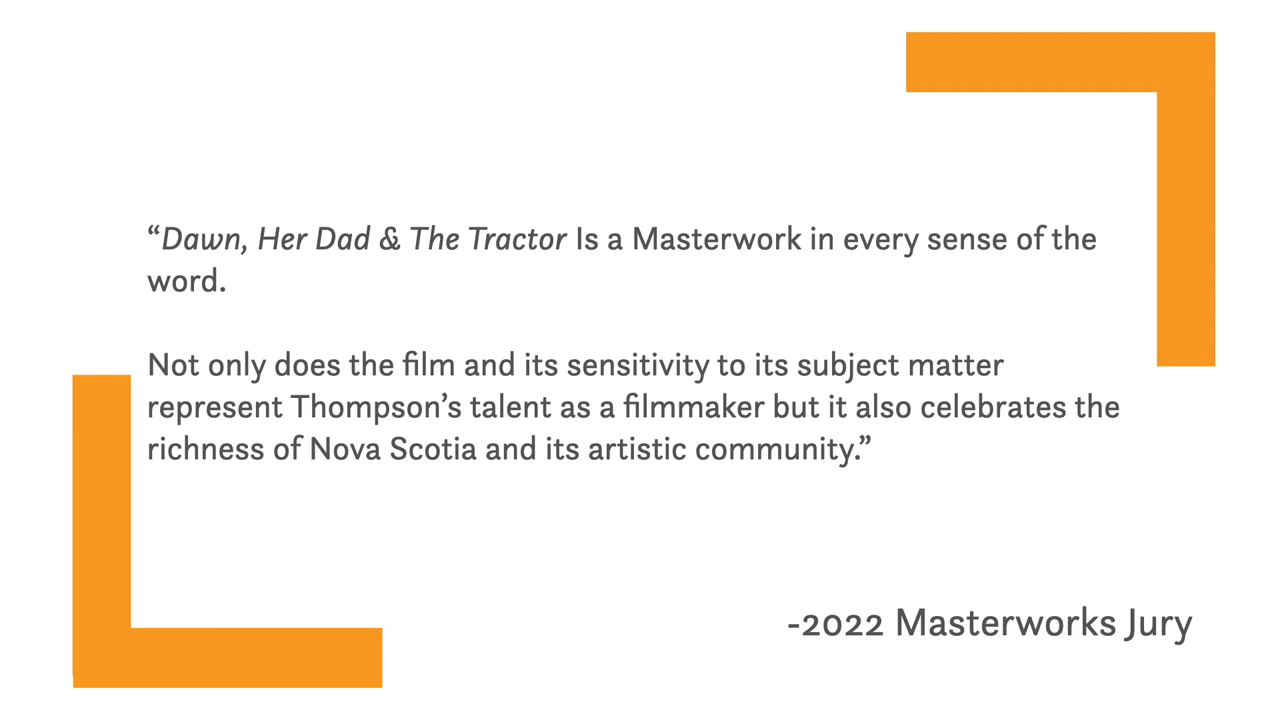 “Dawn, Her Dad & The Tractor Is a Masterwork in every sense of the
word.
Not only does the film and its sensitivity to its subject matter
represent Thompson’s talent as a filmmaker but it also celebrates the
richness of Nova Scotia and its artistic community.”
-2022 Masterworks Jury